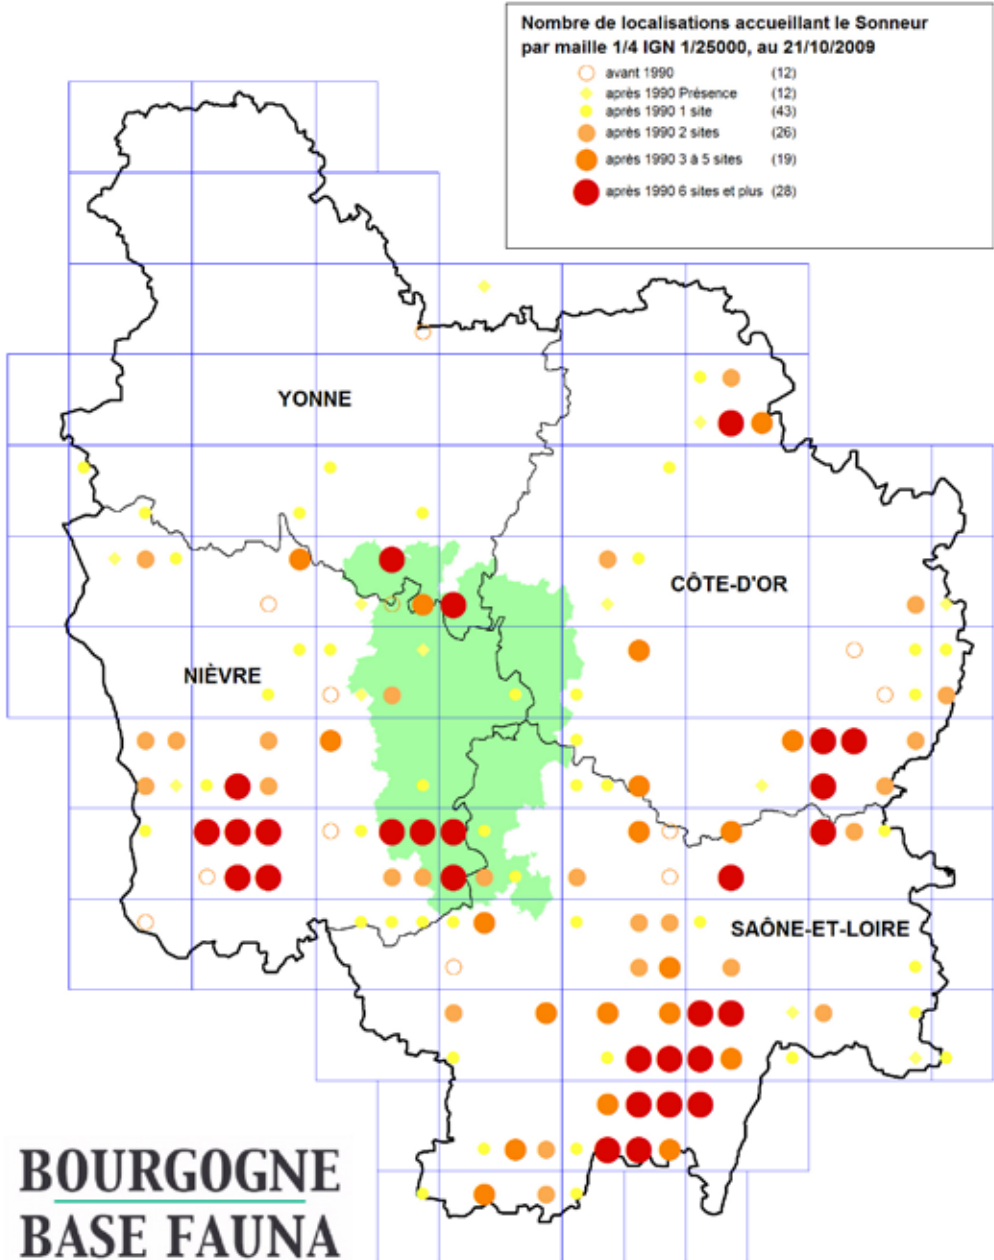 Nombre de localisations accueillant le Sonneur
par maille 1/4 IGN 1/25000, au 21/10/2009
avant 1990 (12)
après 1990 Présence (12)
après 1990 1 site (43)
après 1990 2 sites (26)
après 1990 3 à 5 sites (19)
après 1990 6 sites et plus (28)
YONNE
CÔTE-D'OR
NIÈVRE
SAÔNE-ET-LOIRE
BOURGOGNE
BASE FAUNA